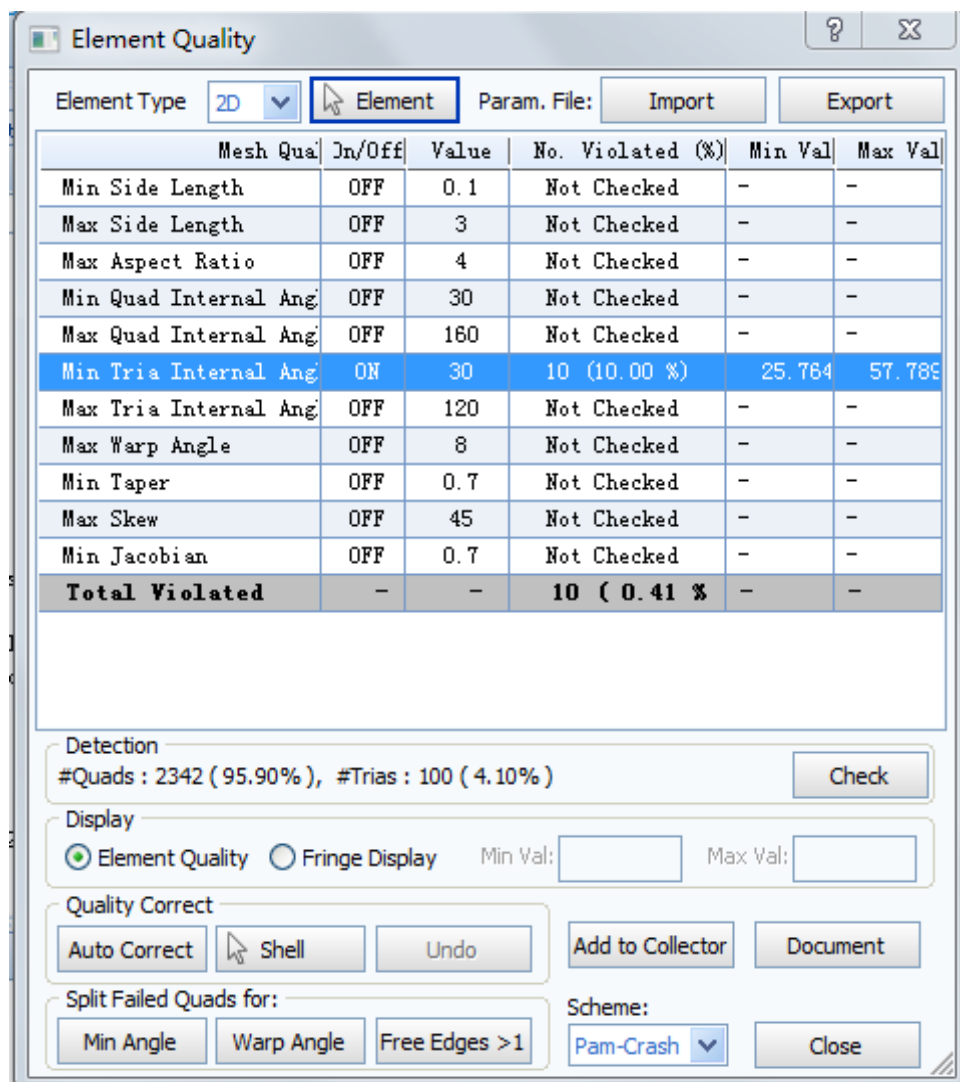 Element Quality
Element Type 2D Element Param. File: Import Export
Mesh Qua On/Off Value No. Violated (%) Min Val Max Val
Min Side Length OFF 0.1 Not Checked - -
Max Side Length OFF 3 Not Checked - -
Max Aspect Ratio OFF 4 Not Checked - -
Min Quad Internal Ang OFF 30 Not Checked - -
Max Quad Internal Ang OFF 160 Not Checked - -
Min Tria Internal Ang ON 30 10 (10.00 %) 25.764 57.789
Max Tria Internal Ang OFF 120 Not Checked - -
Max Warp Angle OFF 8 Not Checked - -
Min Taper OFF 0.7 Not Checked - -
Max Skew OFF 45 Not Checked - -
Min Jacobian OFF 0.7 Not Checked - -
Total Violated - - 10 ( 0.41 % - -
Detection
#Quads : 2342 ( 95.90% ), #Trias : 100 ( 4.10% ) Check
Display
Element Quality Fringe Display Min Val: Max Val:
Quality Correct
Auto Correct Shell Undo Add to Collector Document
Split Failed Quads for:
Scheme:
Min Angle Warp Angle Free Edges >1 Pam-Crash Close